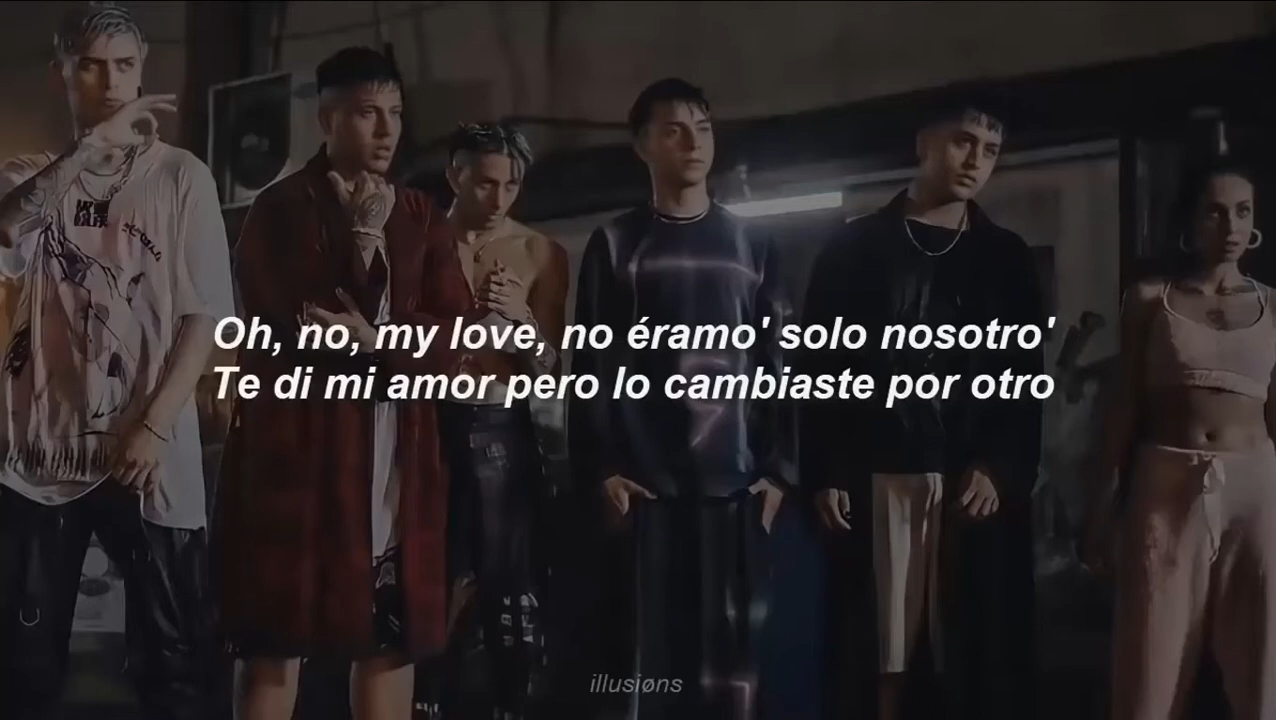 Oh, no, my love, no éramo' solo nosotro'
Te di mi amor pero lo cambiaste por otro
illusiøns